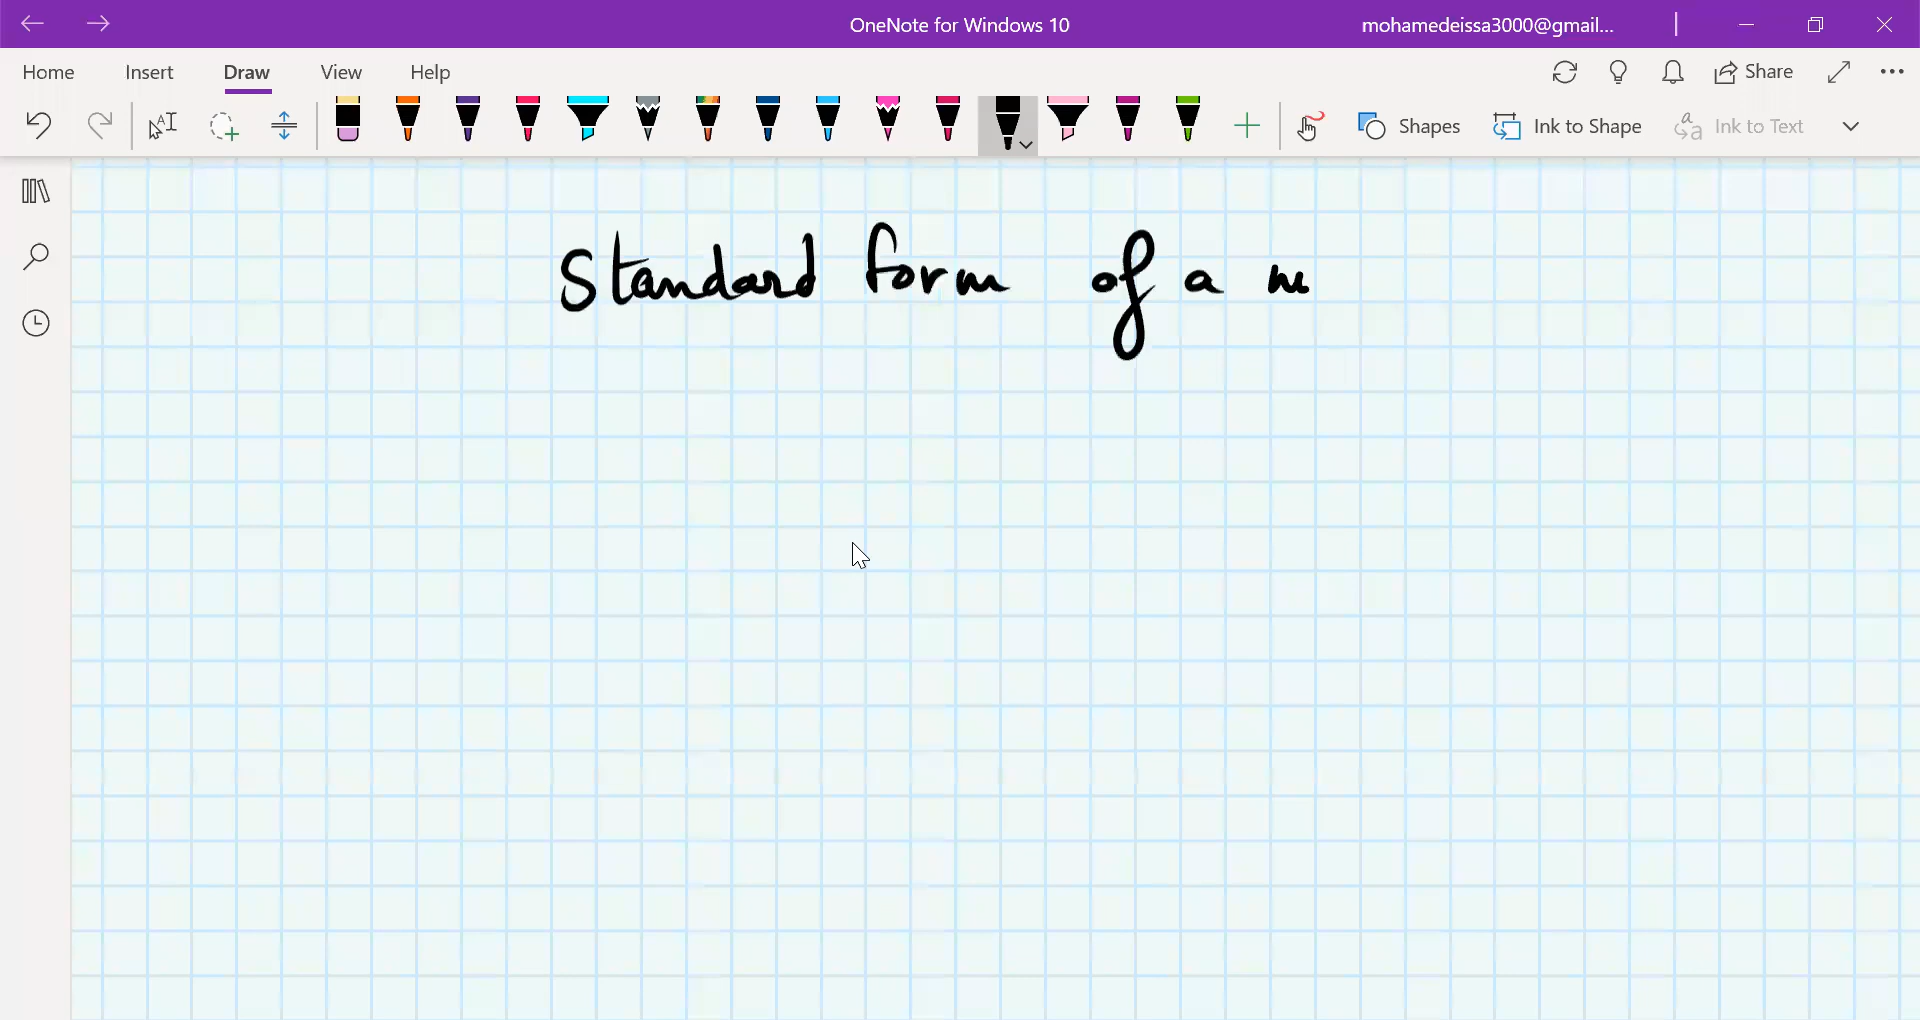 OneNote for Windows 10 mohamedeissa3000@gmail...
Home Insert Draw View Help Share
Shapes Ink to Shape Ink to Text
Standard form of a